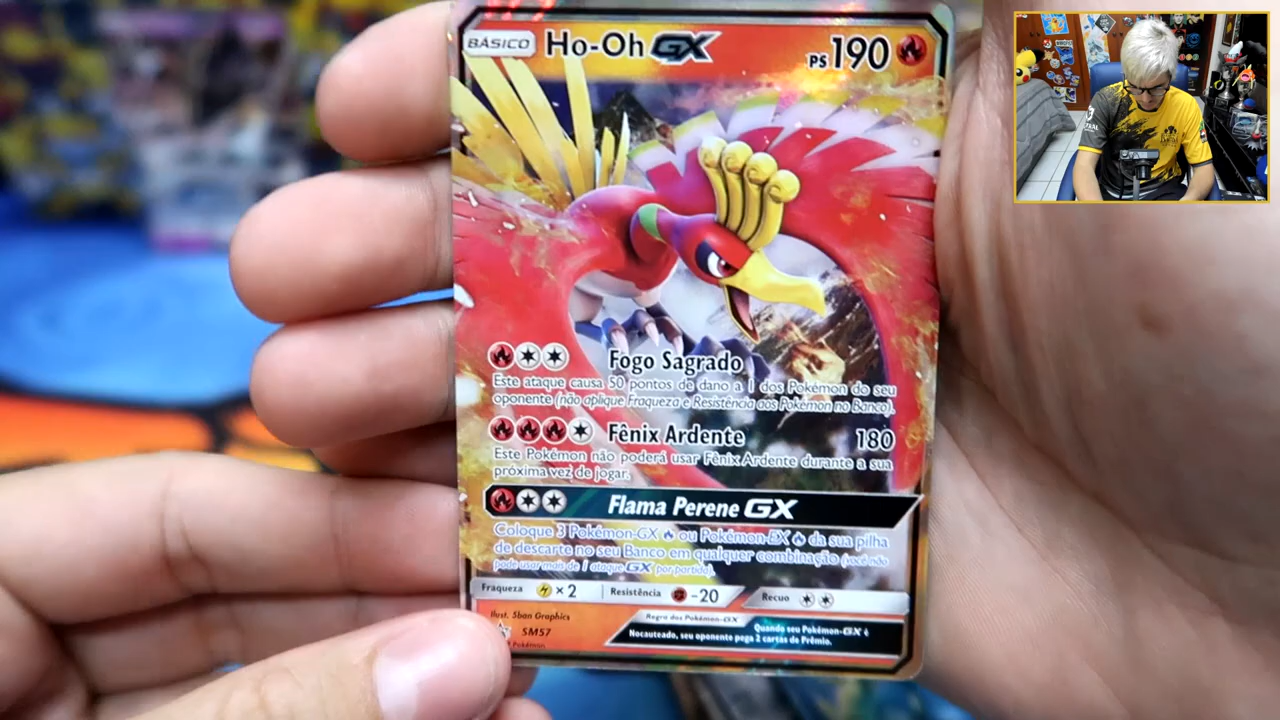 BÁSICO Ho-Oh GX PS190
Fogo Sagrado
Este ataque causa 50 pontos de dano a 1 dos Pokémon do seu
oponente (não aplique Fraqueza e Resistência aos Pokémon no Banco).
Fênix Ardente 180
Este Pokémon não poderá usar Fênix Ardente durante a sua
próxima vez de jogar.
Flama Perene GX
Coloque 3 Pokémon-GX ou Pokémon-EX da sua pilha
de descarte no seu Banco em qualquer combinação (você não
pode usar mais de 1 ataque GX por partida).
Fraqueza ×2 Resistência -20 Recuo
Illust. 5ban Graphics
SM57
Pokémon
Regra dos Pokémon-GX
Quando seu Pokémon-GX é
Nocauteado, seu oponente pega 2 cartas de Prêmio.